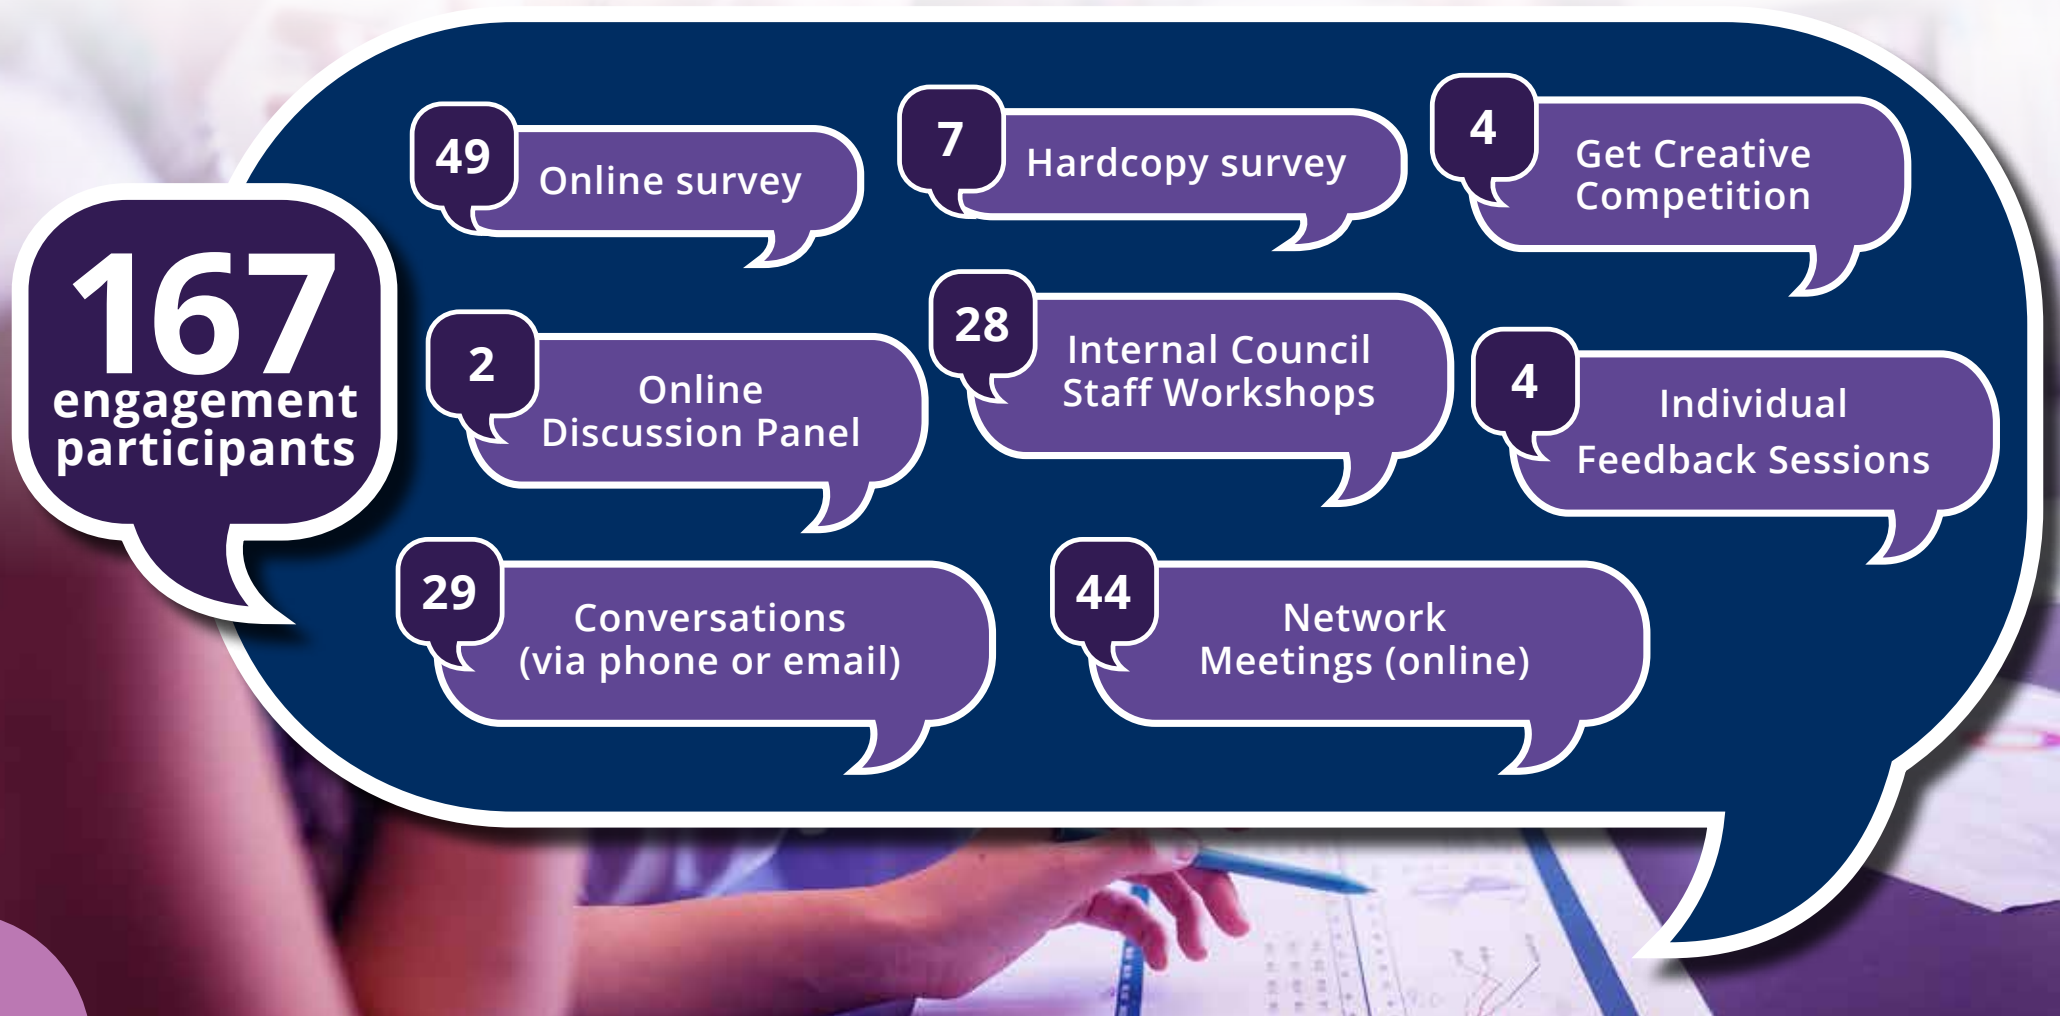 167
engagement
participants
49
Online survey
7
Hardcopy survey
4
Get Creative
Competition
2
Online
Discussion Panel
28
Internal Council
Staff Workshops
4
Individual
Feedback Sessions
29
Conversations
(via phone or email)
44
Network
Meetings (online)